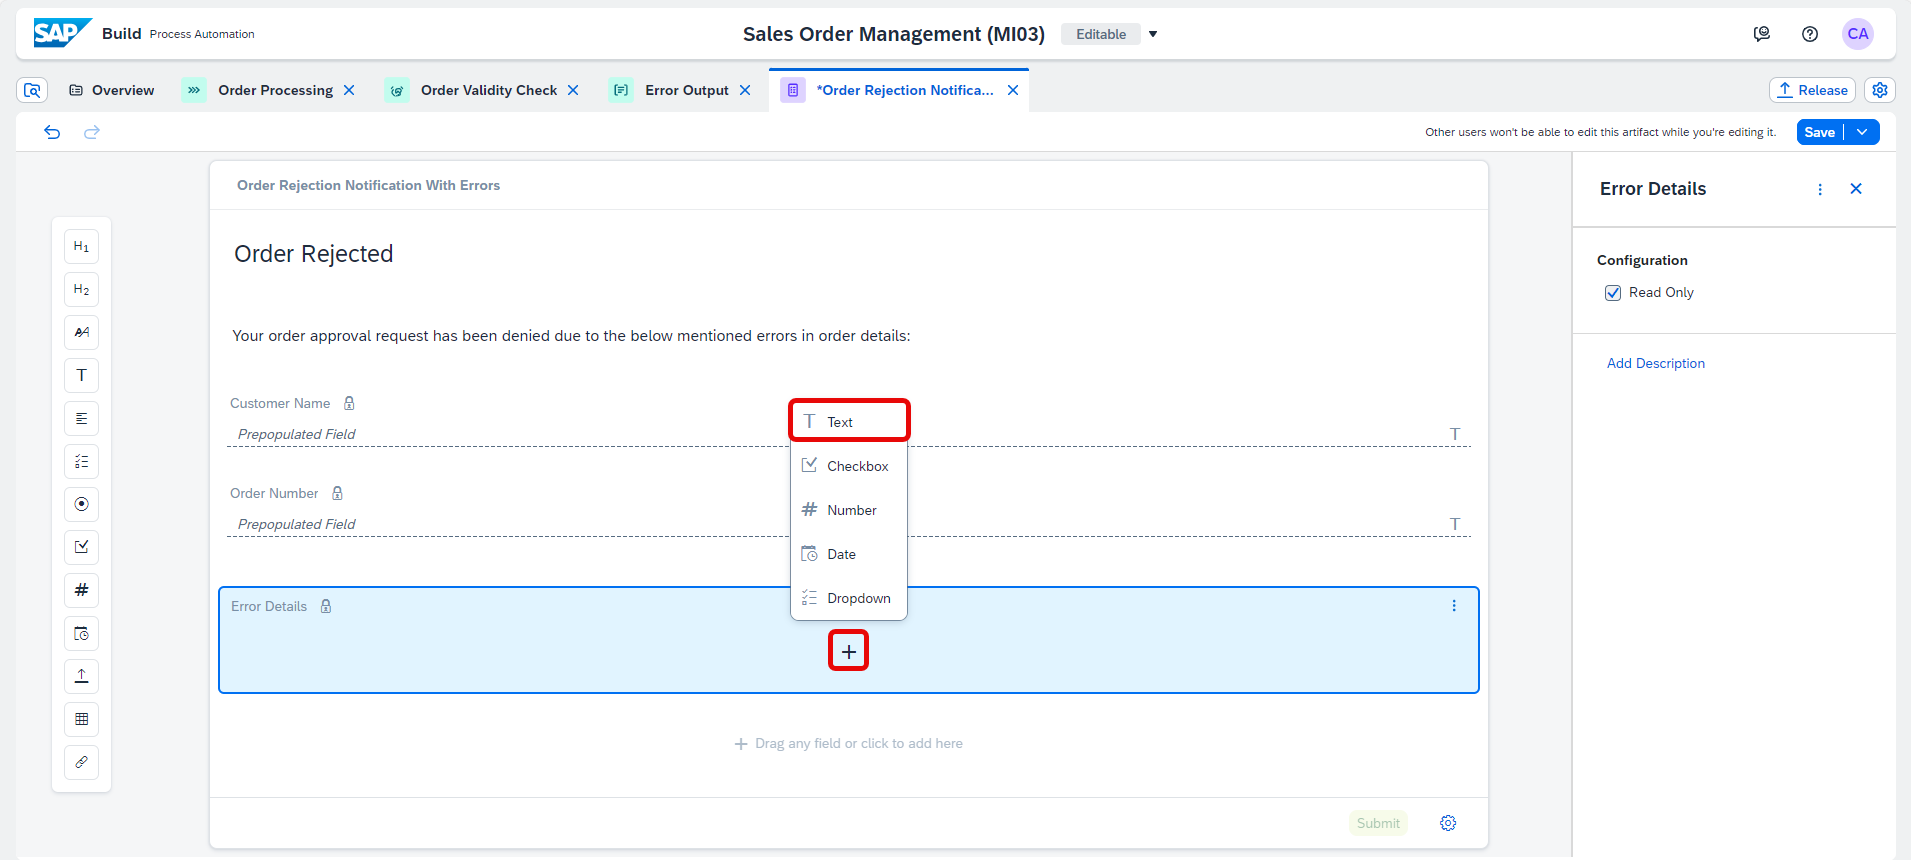 SAP Build Process Automation
Sales Order Management (MI03) Editable
CA
Overview Order Processing Order Validity Check Error Output *Order Rejection Notifica... Release
Other users won't be able to edit this artifact while you're editing it. Save
Order Rejection Notification With Errors
Error Details
H1
H2
AA
T
#
Order Rejected
Your order approval request has been denied due to the below mentioned errors in order details:
Customer Name
Prepopulated Field T
Order Number
Prepopulated Field T
T Text
Checkbox
# Number
Date
Dropdown
Error Details
+
+ Drag any field or click to add here
Submit
Configuration
Read Only
Add Description